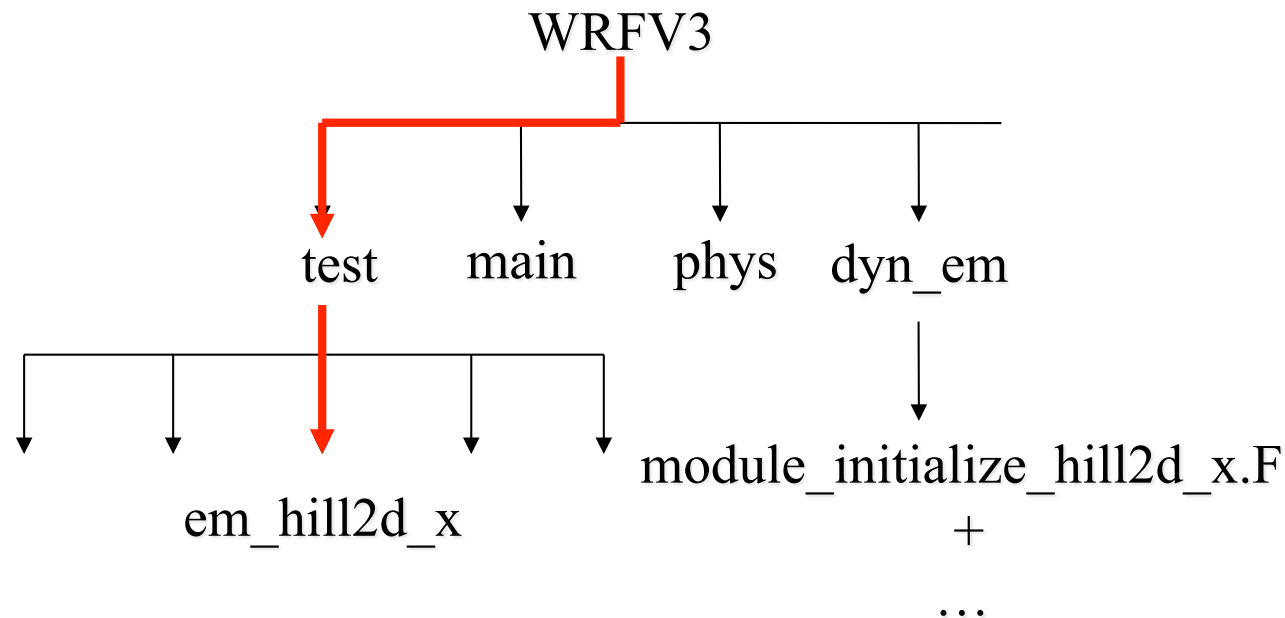 WRFV3
test main phys dyn_em
module_initialize_hill2d_x.F
em_hill2d_x
+
…